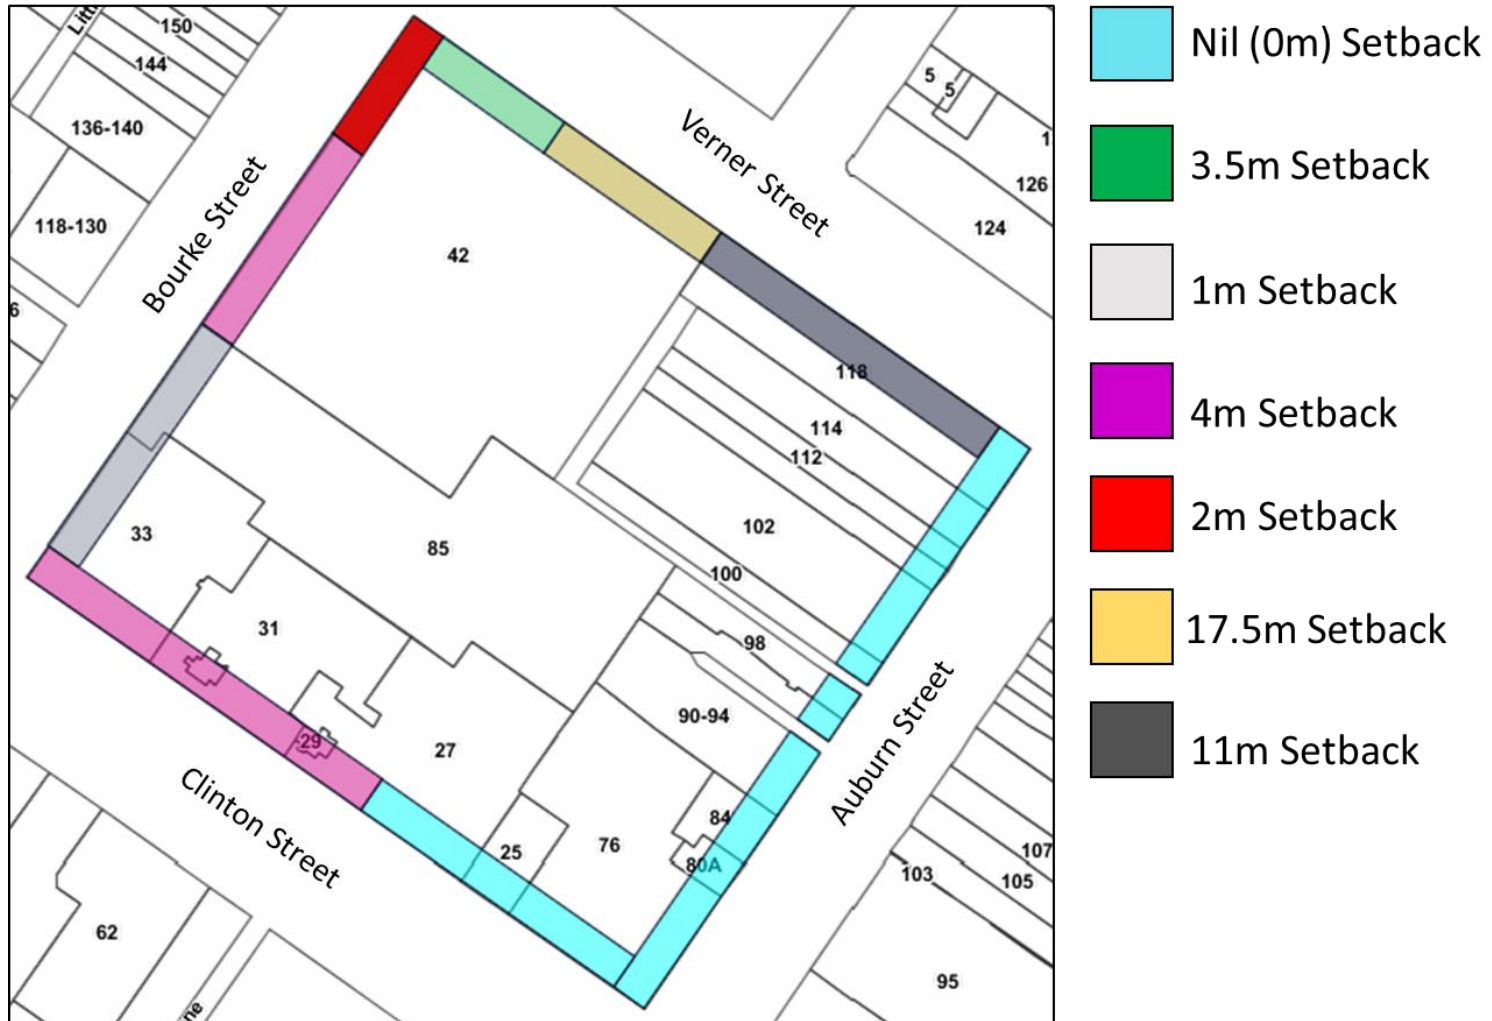 Litt
150
144
136-140
118-130
6
Bourke Street
42
Verner Street
5
5
1
126
124
118
114
112
102
100
98
90-94
85
33
31
29
27
25
76
84
80A
Clinton Street
Auburn Street
62
ne
107
105
103
95
Nil (0m) Setback
3.5m Setback
1m Setback
4m Setback
2m Setback
17.5m Setback
11m Setback